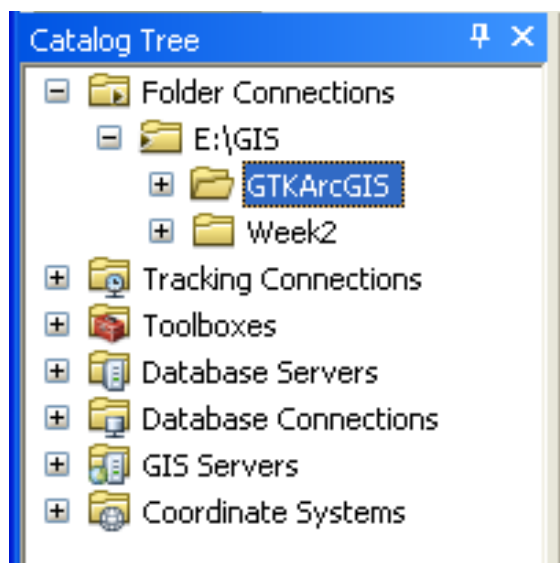 Catalog Tree
Folder Connections
E:\GIS
GTKArcGIS
Week2
Tracking Connections
Toolboxes
Database Servers
Database Connections
GIS Servers
Coordinate Systems